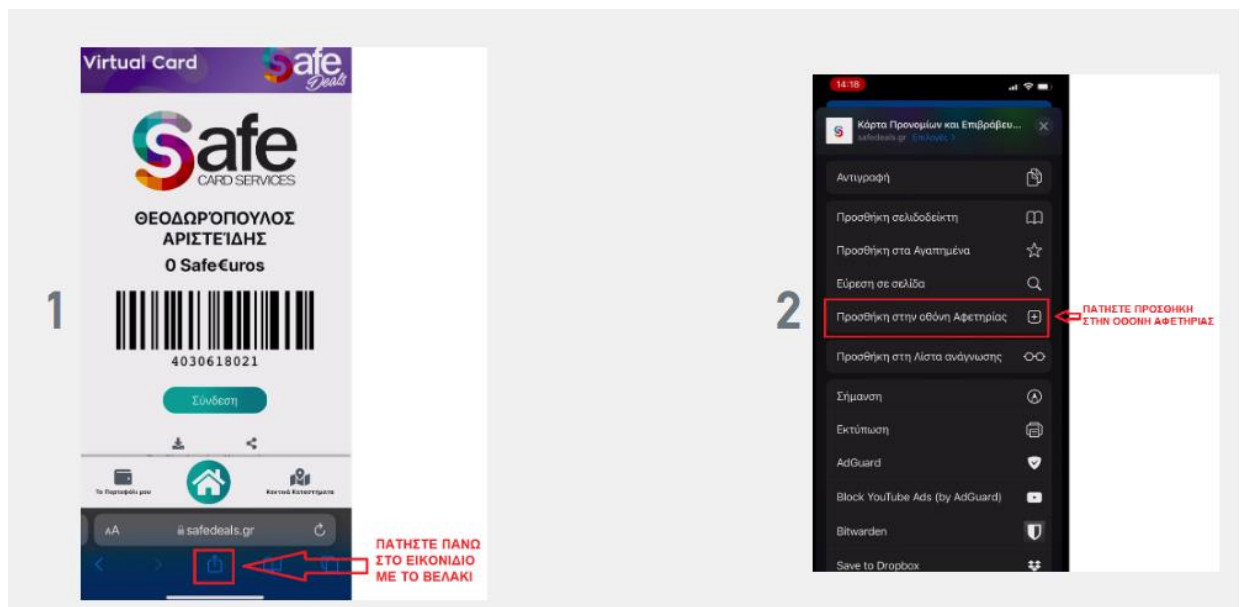 1
Virtual Card
Safe
Deals
Safe
CARD SERVICES
ΘΕΟΔΩΡΌΠΟΥΛΟΣ
ΑΡΙΣΤΕΊΔΗΣ
0 Safe€uros
4030618021
Σύνδεση
Το Πορτοφόλι μου
Κοντινά Καταστήματα
AA
safedeals.gr
ΠΑΤΗΣΤΕ ΠΑΝΩ
ΣΤΟ ΕΙΚΟΝΙΔΙΟ
ΜΕ ΤΟ ΒΕΛΑΚΙ
2
14:18
Κάρτα Προνομίων και Επιβράβευ...
safedeals.gr Επιλογές >
Αντιγραφή
Προσθήκη σελιδοδείκτη
Προσθήκη στα Αγαπημένα
Εύρεση σε σελίδα
Προσθήκη στην οθόνη Αφετηρίας
Προσθήκη στη Λίστα ανάγνωσης
Σήμανση
Εκτύπωση
AdGuard
Block YouTube Ads (by AdGuard)
Bitwarden
Save to Dropbox
ΠΑΤΗΣΤΕ ΠΡΟΣΘΗΚΗ
ΣΤΗΝ ΟΘΟΝΗ ΑΦΕΤΗΡΙΑΣ